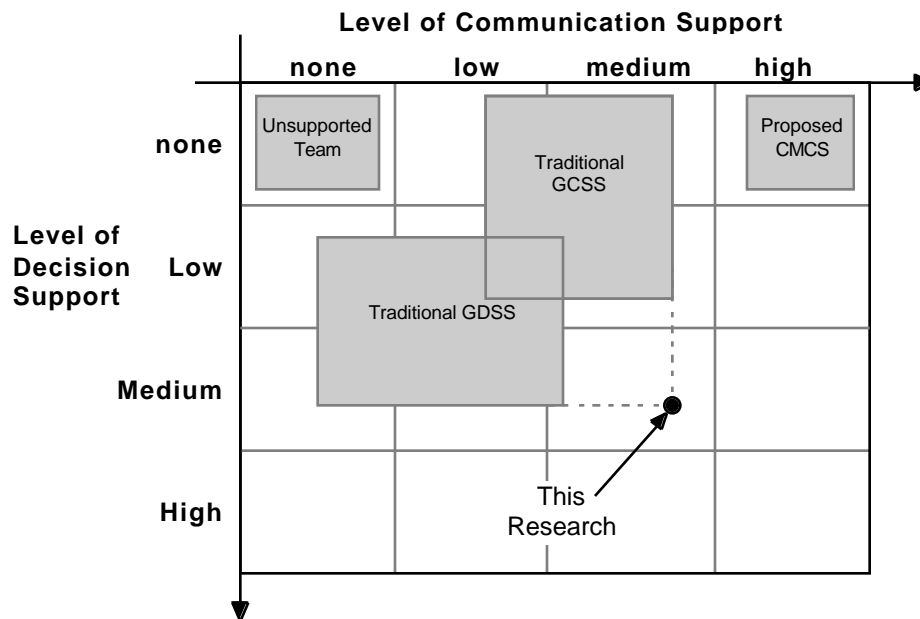 Level of Communication Support
none low medium high
none
Unsupported
Team
Traditional
GCSS
Proposed
CMCS
Level of
Decision
Support
Low
Traditional GDSS
Medium
High
This
Research